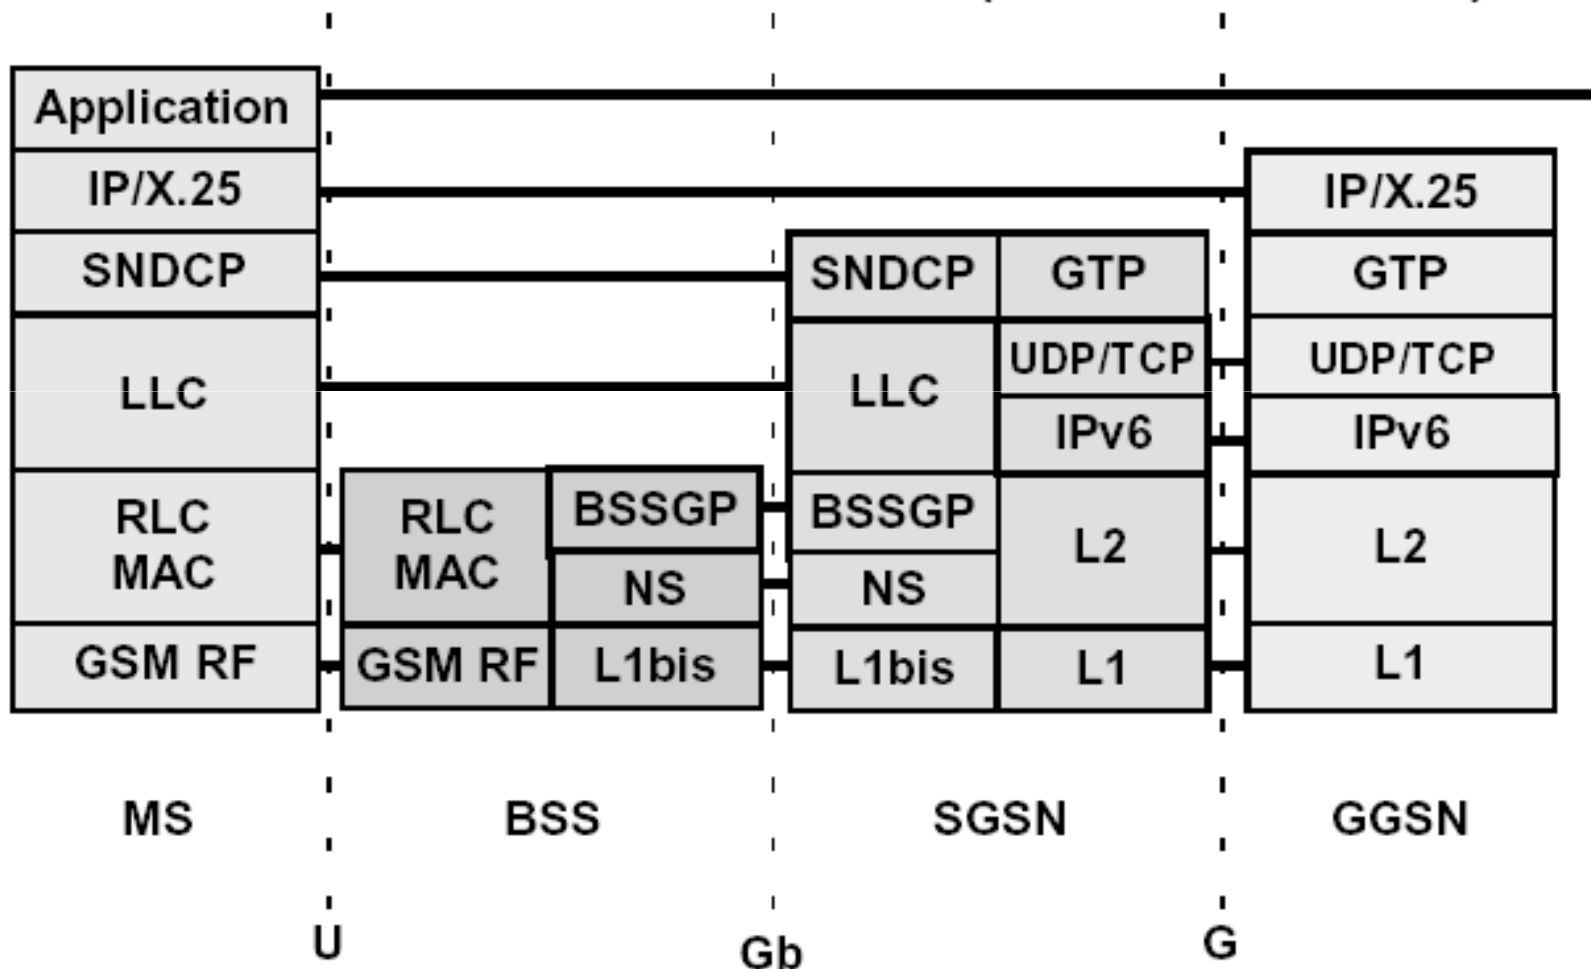 Application
IP/X.25
IP/X.25
SNDCP
SNDCP
GTP
GTP
LLC
LLC
UDP/TCP
UDP/TCP
IPv6
IPv6
RLC
MAC
RLC
MAC
BSSGP
NS
BSSGP
NS
L2
L2
GSM RF
GSM RF
L1bis
L1bis
L1
L1
MS
BSS
SGSN
GGSN
U
Gb
G